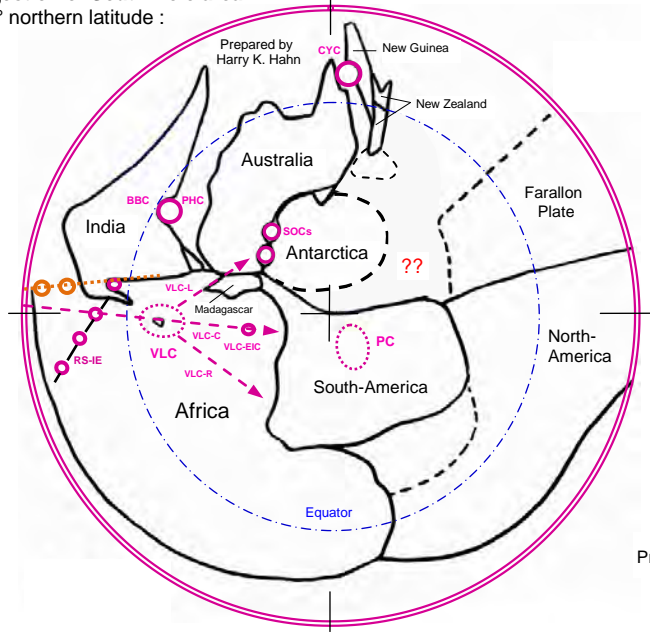 ° northern latitude :
Prepared by
Harry K. Hahn
CYC
New Guinea
New Zealand
Australia
Farallon
Plate
BBC
PHC
India
SOCs
Antarctica
??
VLC-L
Madagascar
VLC-C
VLC-EIC
VLC
PC
North-
America
RS-IE
VLC-R
South-America
Africa
Equator